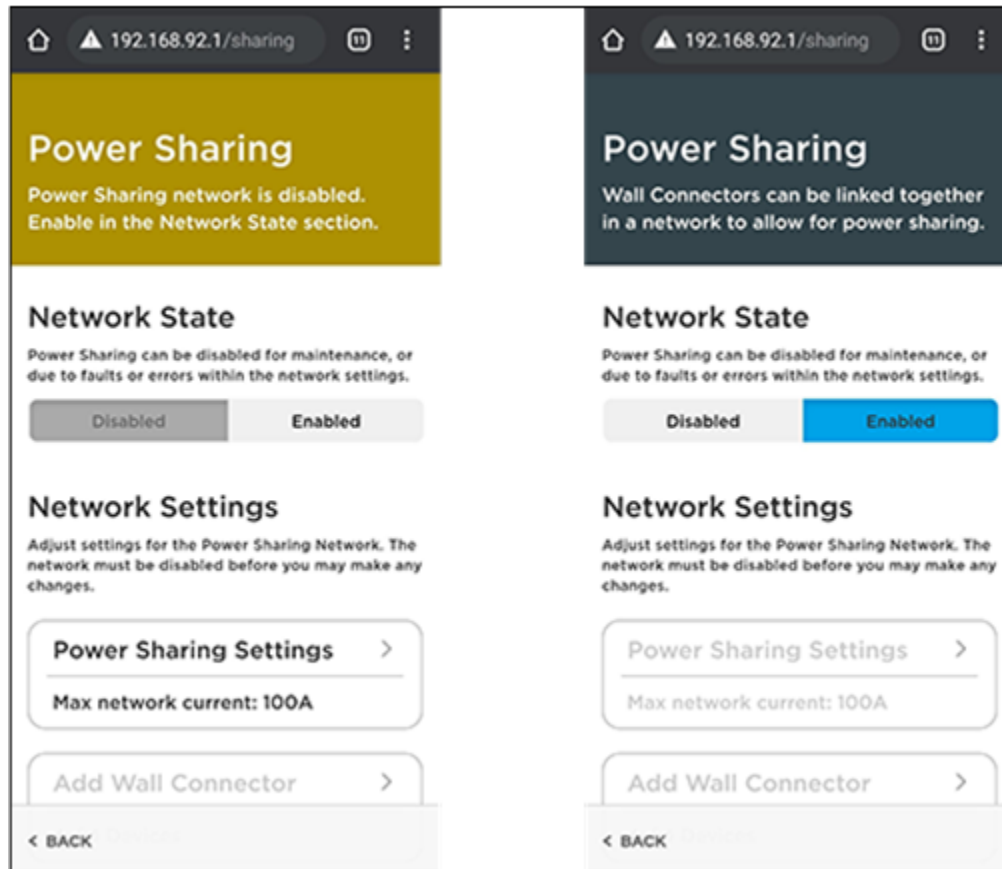 192.168.92.1/sharing
11
Power Sharing
Power Sharing network is disabled.
Enable in the Network State section.
Network State
Power Sharing can be disabled for maintenance, or
due to faults or errors within the network settings.
Disabled
Enabled
Network Settings
Adjust settings for the Power Sharing Network. The
network must be disabled before you may make any
changes.
Power Sharing Settings
Max network current: 100A
Add Wall Connector
< BACK
192.168.92.1/sharing
11
Power Sharing
Wall Connectors can be linked together
in a network to allow for power sharing.
Network State
Power Sharing can be disabled for maintenance, or
due to faults or errors within the network settings.
Disabled
Enabled
Network Settings
Adjust settings for the Power Sharing Network. The
network must be disabled before you may make any
changes.
Power Sharing Settings
Max network current: 100A
Add Wall Connector
< BACK